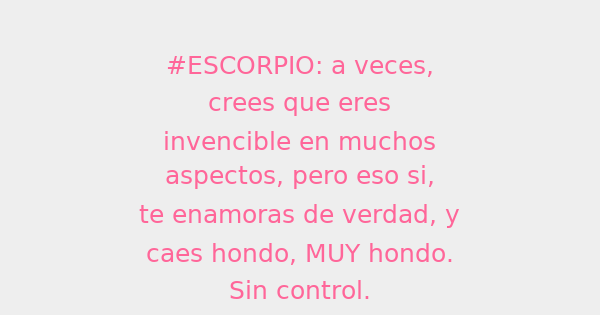 #ESCORPIO: a veces,
crees que eres
invencible en muchos
aspectos, pero eso si,
te enamoras de verdad, y
caes hondo, MUY hondo.
Sin control.